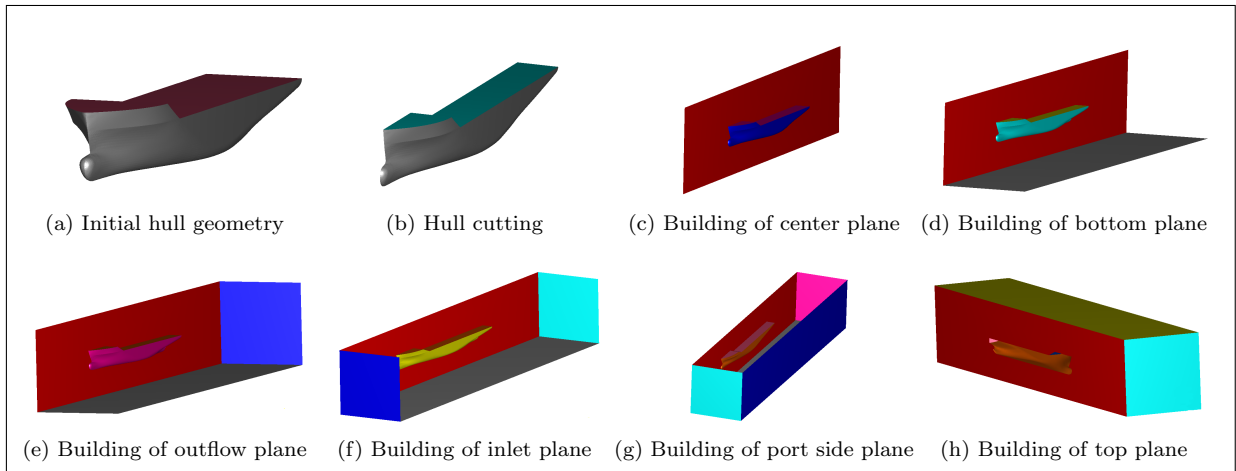 (a) Initial hull geometry
(b) Hull cutting
(c) Building of center plane
(d) Building of bottom plane
(e) Building of outflow plane
(f) Building of inlet plane
(g) Building of port side plane
(h) Building of top plane